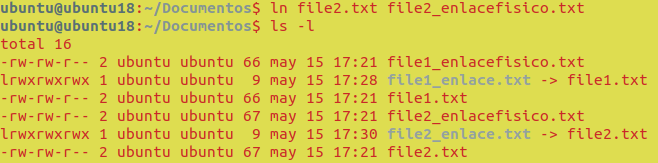 ubuntu@ubuntu18:~/Documentos$ ln file2.txt file2_enlacefisico.txt
ubuntu@ubuntu18:~/Documentos$ ls -l
total 16
-rw-rw-r-- 2 ubuntu ubuntu 66 may 15 17:21 file1_enlacefisico.txt
lrwxrwxrwx 1 ubuntu ubuntu  9 may 15 17:28 file1_enlace.txt -> file1.txt
-rw-rw-r-- 2 ubuntu ubuntu 66 may 15 17:21 file1.txt
-rw-rw-r-- 2 ubuntu ubuntu 67 may 15 17:21 file2_enlacefisico.txt
lrwxrwxrwx 1 ubuntu ubuntu  9 may 15 17:30 file2_enlace.txt -> file2.txt
-rw-rw-r-- 2 ubuntu ubuntu 67 may 15 17:21 file2.txt